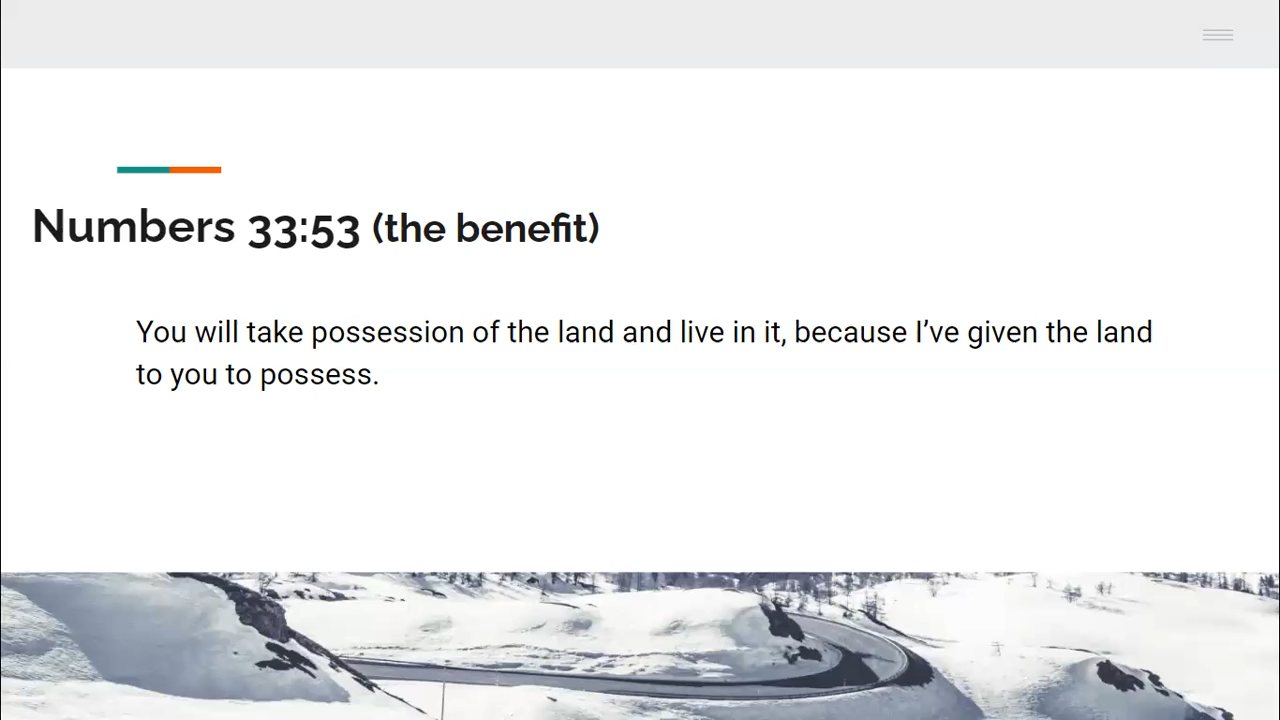 Numbers 33:53 (the benefit)
You will take possession of the land and live in it, because I’ve given the land
to you to possess.